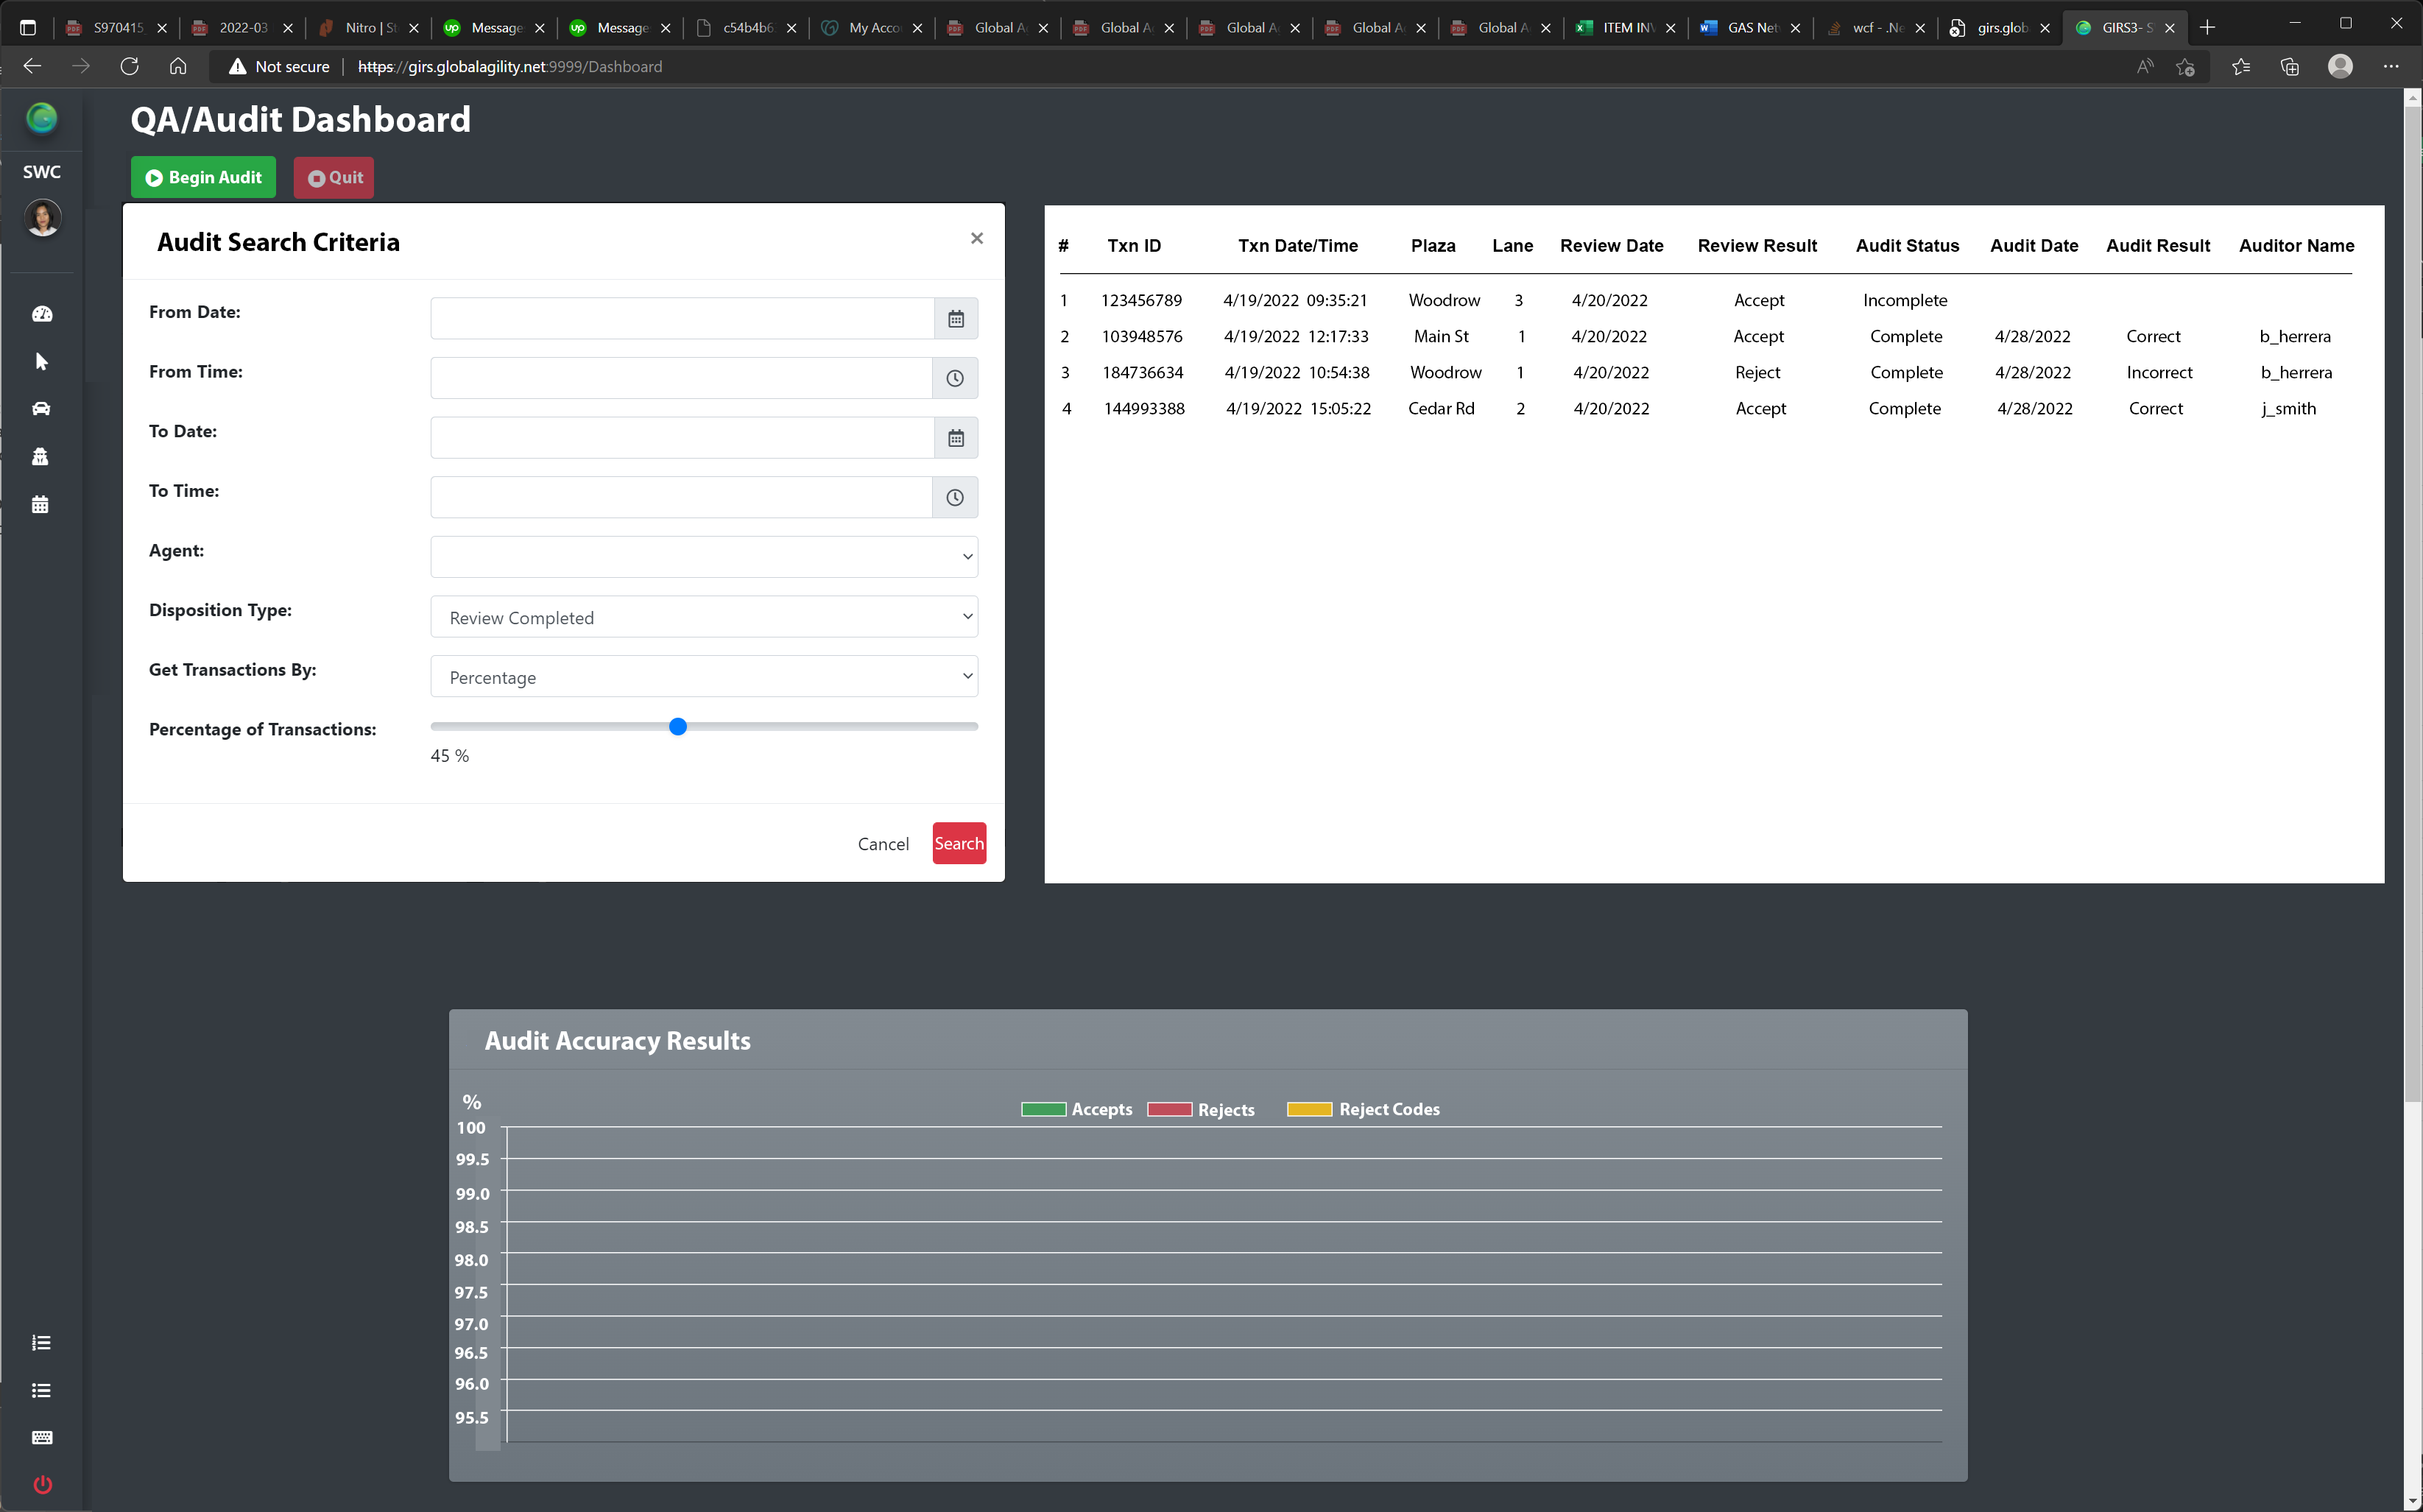 S970415
2022-03
Nitro | St
Message
Message
c54b4b6
My Acco
Global A
Global A
Global A
Global A
Global A
ITEM IN
GAS Net
wcf - .Ne
girs.glob
GIRS3- S
Not secure
https://girs.globalagility.net:9999/Dashboard
QA/Audit Dashboard
SWC
Begin Audit
Quit
Audit Search Criteria
From Date:
From Time:
To Date:
To Time:
Agent:
Disposition Type:
Review Completed
Get Transactions By:
Percentage
Percentage of Transactions:
45 %
Cancel
Search
# Txn ID Txn Date/Time Plaza Lane Review Date Review Result Audit Status Audit Date Audit Result Auditor Name
1 123456789 4/19/2022 09:35:21 Woodrow 3 4/20/2022 Accept Incomplete
2 103948576 4/19/2022 12:17:33 Main St 1 4/20/2022 Accept Complete 4/28/2022 Correct b_herrera
3 184736634 4/19/2022 10:54:38 Woodrow 1 4/20/2022 Reject Complete 4/28/2022 Incorrect b_herrera
4 144993388 4/19/2022 15:05:22 Cedar Rd 2 4/20/2022 Accept Complete 4/28/2022 Correct j_smith
Audit Accuracy Results
%
Accepts
Rejects
Reject Codes
100
99.5
99.0
98.5
98.0
97.5
97.0
96.5
96.0
95.5